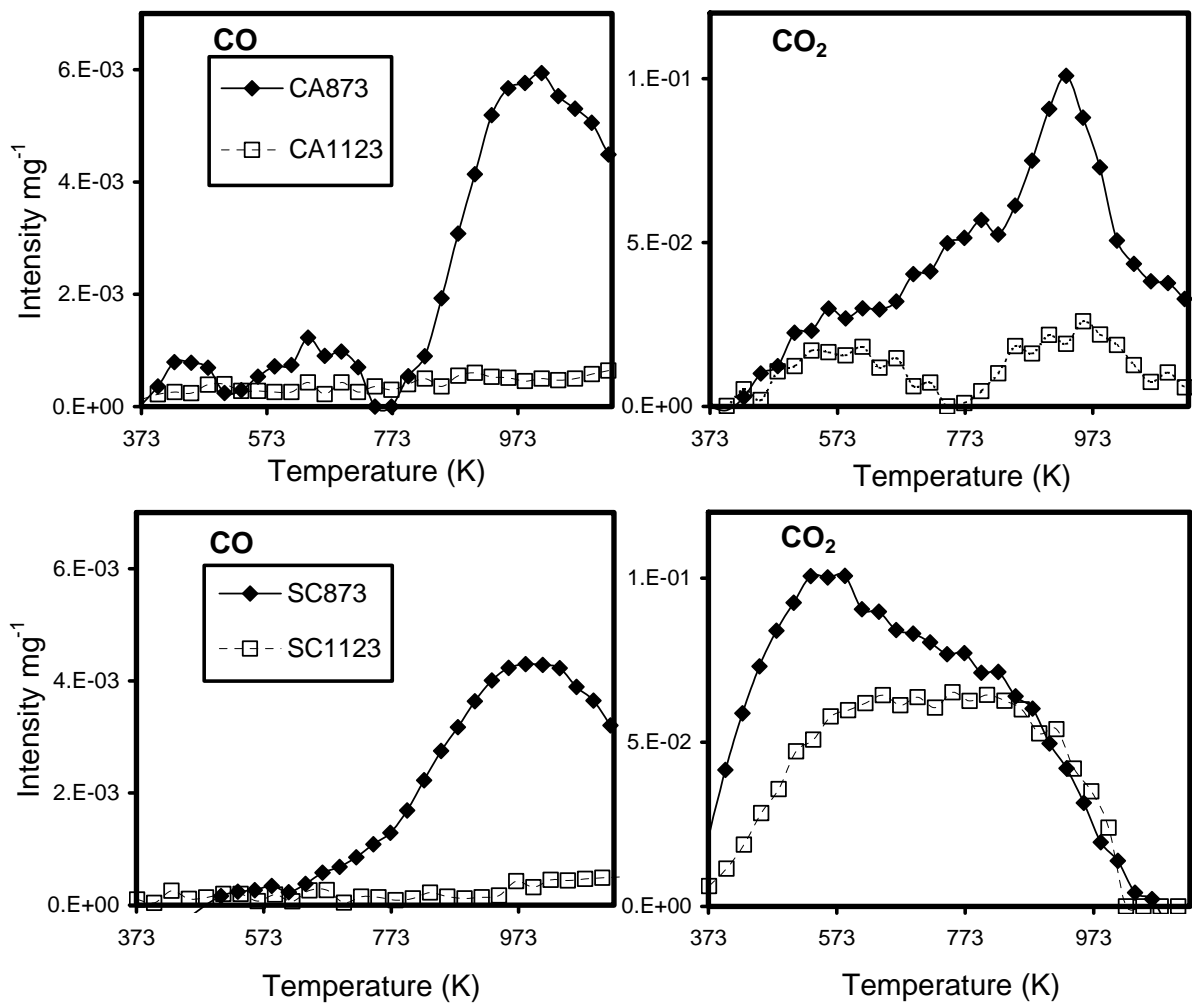 CO
CA873
CA1123
6.E-03
4.E-03
2.E-03
0.E+00
373 573 773 973
Temperature (K)
Intensity mg-1
CO2
1.E-01
5.E-02
0.E+00
373 573 773 973
Temperature (K)
CO
SC873
SC1123
6.E-03
4.E-03
2.E-03
0.E+00
373 573 773 973
Temperature (K)
Intensity mg-1
CO2
1.E-01
5.E-02
0.E+00
373 573 773 973
Temperature (K)